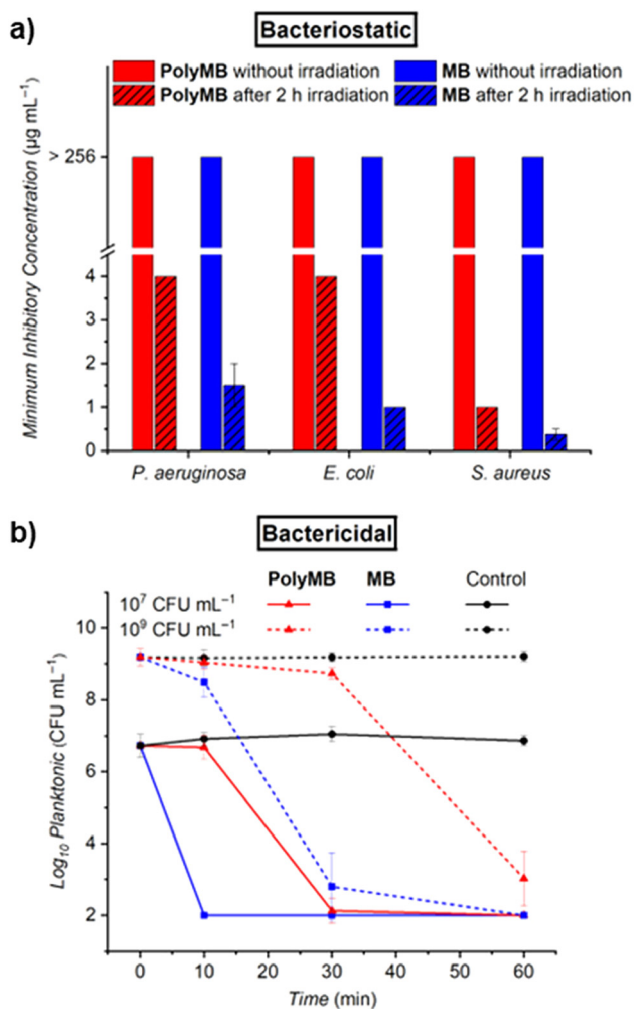 a)
Bacteriostatic
PolyMB without irradiation
MB without irradiation
PolyMB after 2 h irradiation
MB after 2 h irradiation
Minimum Inhibitory Concentration (µg mL⁻¹)
> 256
4
3
2
1
0
P. aeruginosa E. coli S. aureus
b)
Bactericidal
PolyMB MB Control
10⁷ CFU mL⁻¹
10⁹ CFU mL⁻¹
Log₁₀ Planktonic (CFU mL⁻¹)
10
8
6
4
2
0 10 20 30 40 50 60
Time (min)